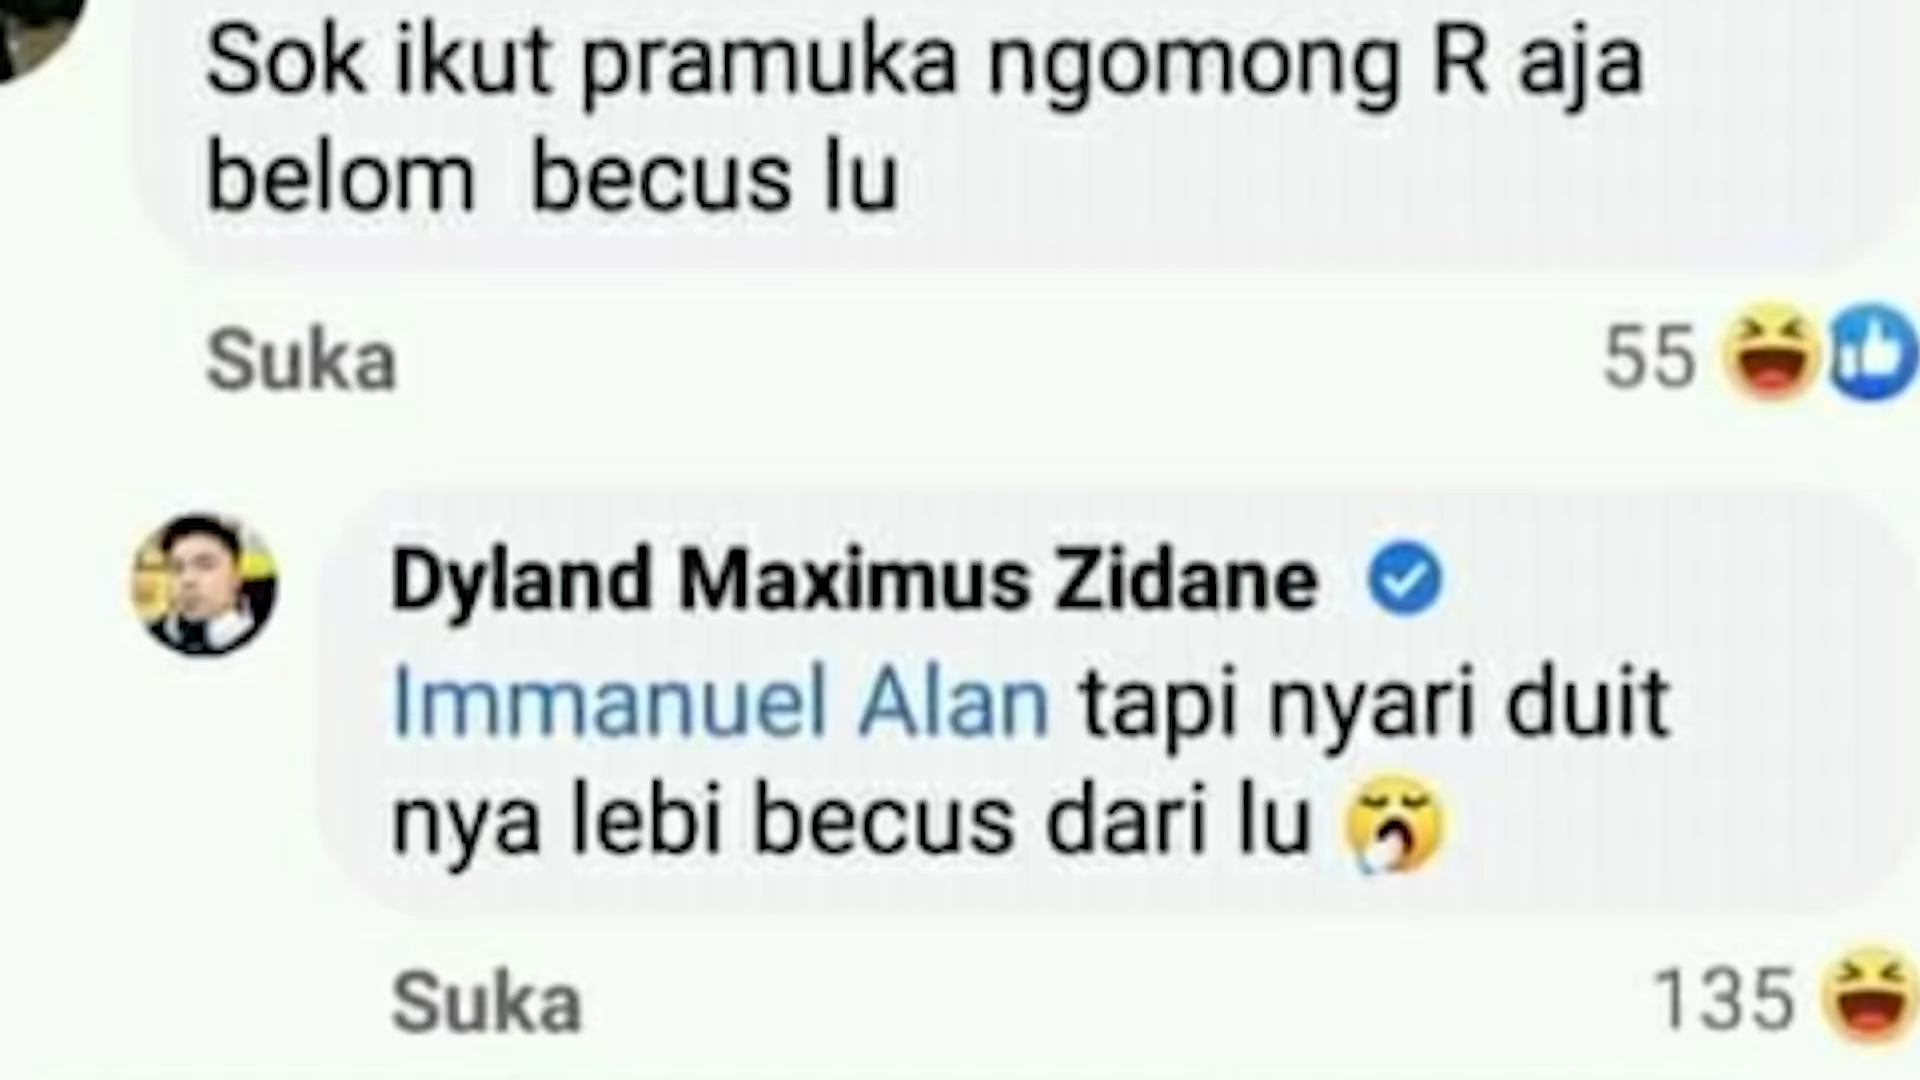 Sok ikut pramuka ngomong R aja
belom becus lu
Suka
55
Dyland Maximus Zidane
Immanuel Alan tapi nyari duit
nya lebi becus dari lu
Suka
135